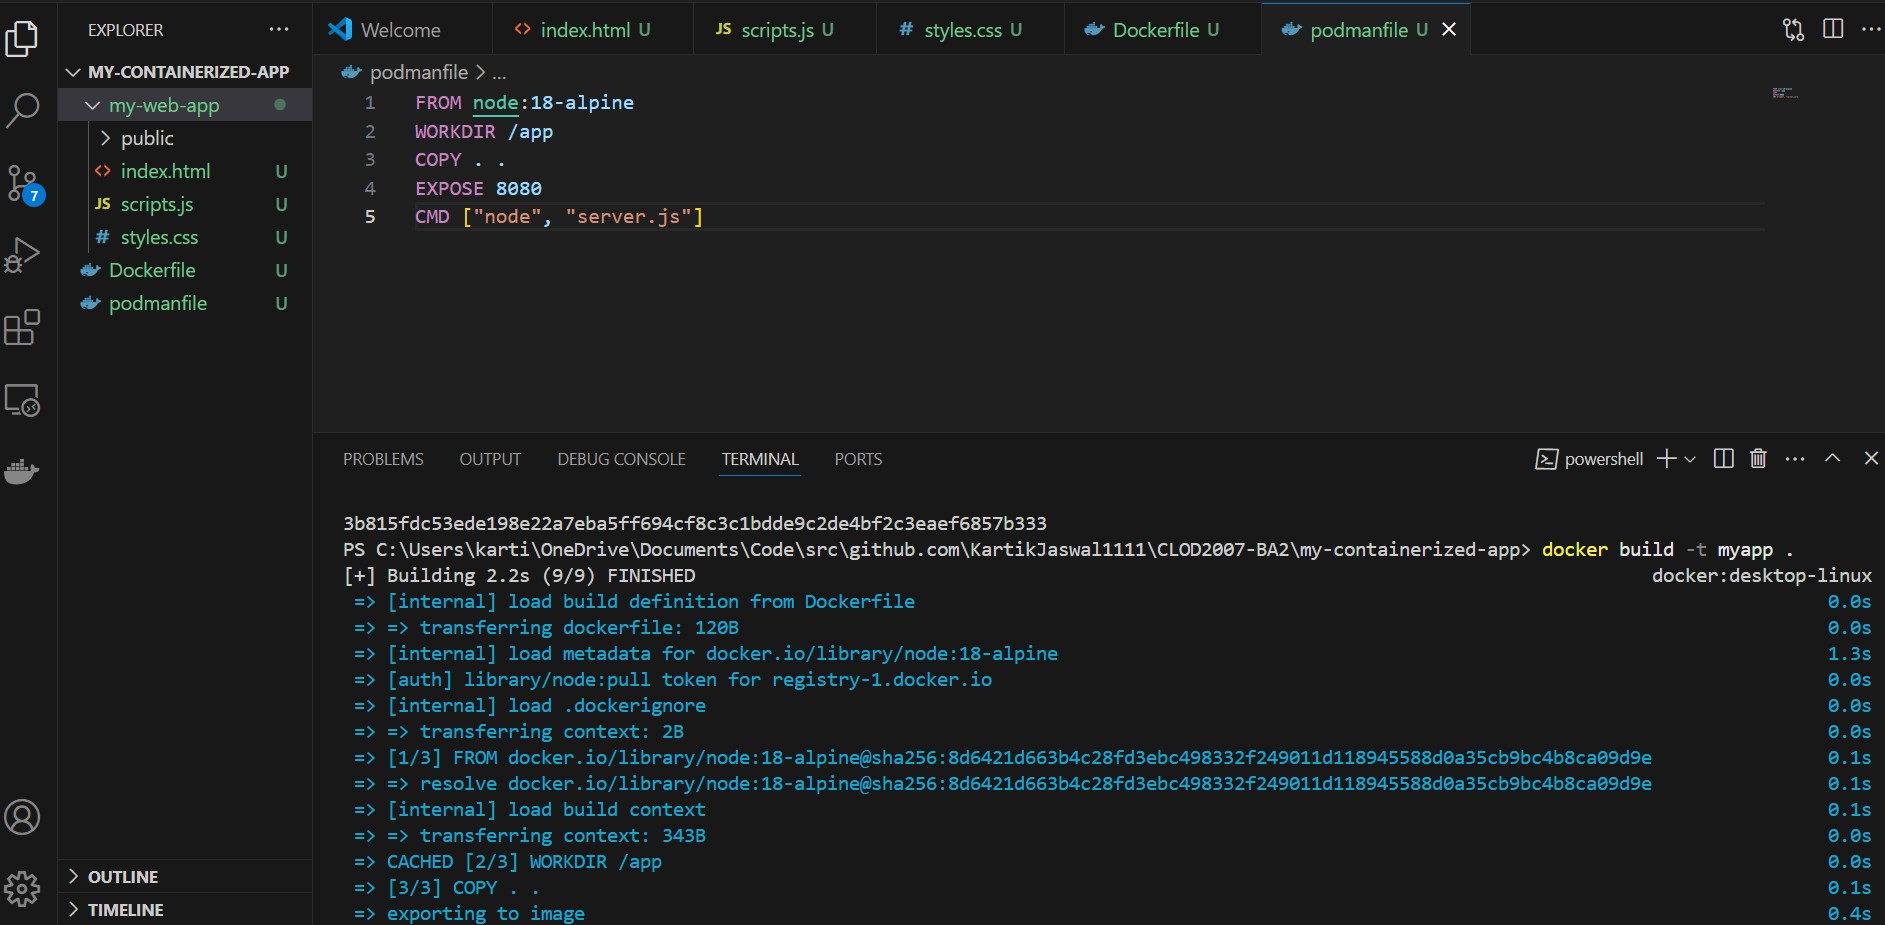 EXPLORER
MY-CONTAINERIZED-APP
my-web-app
public
index.html U
scripts.js U
styles.css U
Dockerfile U
podmanfile U
OUTLINE
TIMELINE
7
Welcome
index.html U
JS scripts.js U
# styles.css U
Dockerfile U
podmanfile U
podmanfile > ...
1 FROM node:18-alpine
2 WORKDIR /app
3 COPY . .
4 EXPOSE 8080
5 CMD ["node", "server.js"]
PROBLEMS OUTPUT DEBUG CONSOLE TERMINAL PORTS
powershell
3b815fdc53ede198e22a7eba5ff694cf8c3c1bdde9c2de4bf2c3eaef6857b333
PS C:\Users\karti\OneDrive\Documents\Code\src\github.com\KartikJaswal1111\CLOD2007-BA2\my-containerized-app> docker build -t myapp .
[+] Building 2.2s (9/9) FINISHED docker:desktop-linux
=> [internal] load build definition from Dockerfile 0.0s
=> => transferring dockerfile: 120B 0.0s
=> [internal] load metadata for docker.io/library/node:18-alpine 1.3s
=> [auth] library/node:pull token for registry-1.docker.io 0.0s
=> [internal] load .dockerignore 0.0s
=> => transferring context: 2B 0.0s
=> [1/3] FROM docker.io/library/node:18-alpine@sha256:8d6421d663b4c28fd3ebc498332f249011d118945588d0a35cb9bc4b8ca09d9e 0.1s
=> => resolve docker.io/library/node:18-alpine@sha256:8d6421d663b4c28fd3ebc498332f249011d118945588d0a35cb9bc4b8ca09d9e 0.1s
=> [internal] load build context 0.1s
=> => transferring context: 343B 0.0s
=> CACHED [2/3] WORKDIR /app 0.0s
=> [3/3] COPY . . 0.1s
=> exporting to image 0.4s